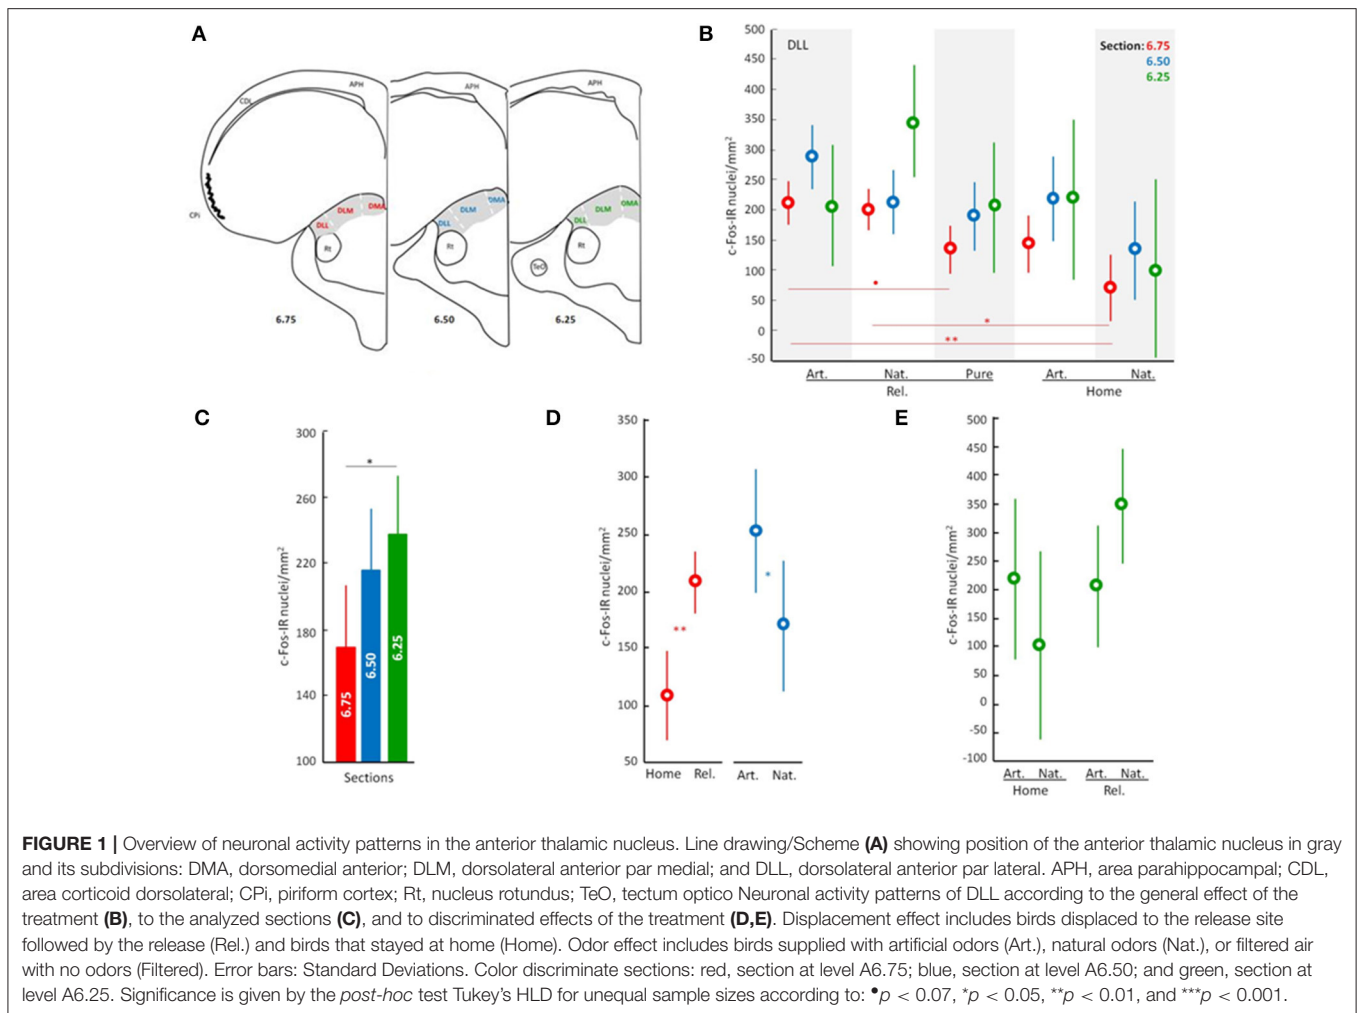 A
APH
CDL
CPi
DLL
DLM
DMA
Rt
6.75
APH
DLL
DLM
DMA
Rt
6.50
APH
DLL
DLM
DMA
Rt
TeO
6.25
B
DLL
Section: 6.75
6.50
6.25
c-Fos-IR nuclei/mm²
500
450
400
350
300
250
200
150
100
50
0
-50
•
*
**
Art. Nat. Pure Art. Nat.
Rel. Home
C
c-Fos-IR nuclei/mm²
300
260
220
180
140
100
*
6.75 6.50 6.25
Sections
D
c-Fos-IR nuclei/mm²
350
300
250
200
150
100
50
**
*
Home Rel. Art. Nat.
E
c-Fos-IR nuclei/mm²
500
450
350
300
250
200
150
100
50
0
-50
-100
Art. Nat. Art. Nat.
Home Rel.
FIGURE 1 | Overview of neuronal activity patterns in the anterior thalamic nucleus. Line drawing/Scheme (A) showing position of the anterior thalamic nucleus in gray
and its subdivisions: DMA, dorsomedial anterior; DLM, dorsolateral anterior par medial; and DLL, dorsolateral anterior par lateral. APH, area parahippocampal; CDL,
area corticoid dorsolateral; CPi, piriform cortex; Rt, nucleus rotundus; TeO, tectum optico Neuronal activity patterns of DLL according to the general effect of the
treatment (B), to the analyzed sections (C), and to discriminated effects of the treatment (D,E). Displacement effect includes birds displaced to the release site
followed by the release (Rel.) and birds that stayed at home (Home). Odor effect includes birds supplied with artificial odors (Art.), natural odors (Nat.), or filtered air
with no odors (Filtered). Error bars: Standard Deviations. Color discriminate sections: red, section at level A6.75; blue, section at level A6.50; and green, section at
level A6.25. Significance is given by the post-hoc test Tukey's HLD for unequal sample sizes according to: •p < 0.07, *p < 0.05, **p < 0.01, and ***p < 0.001.